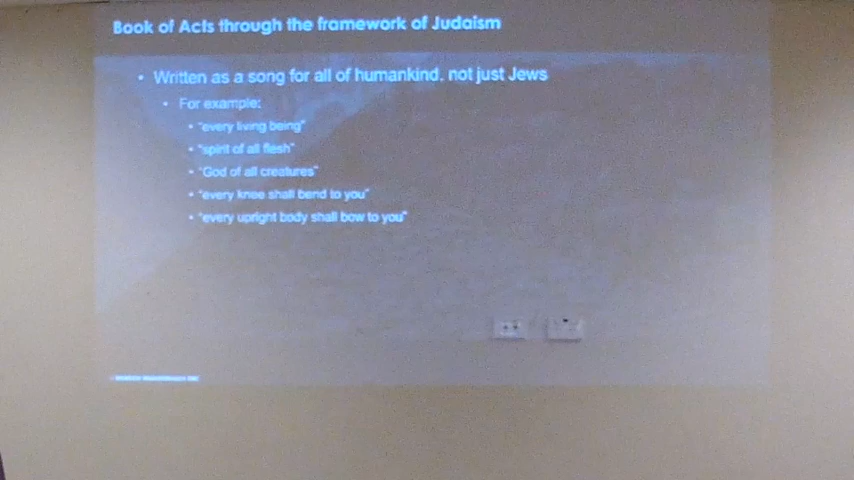 Book of Acts through the framework of Judaism
• Written as a song for all of humankind, not just Jews
• For example:
• "every living being"
• "spirit of all flesh"
• "God of all creatures"
• "every knee shall bend to you"
• "every upright body shall bow to you"